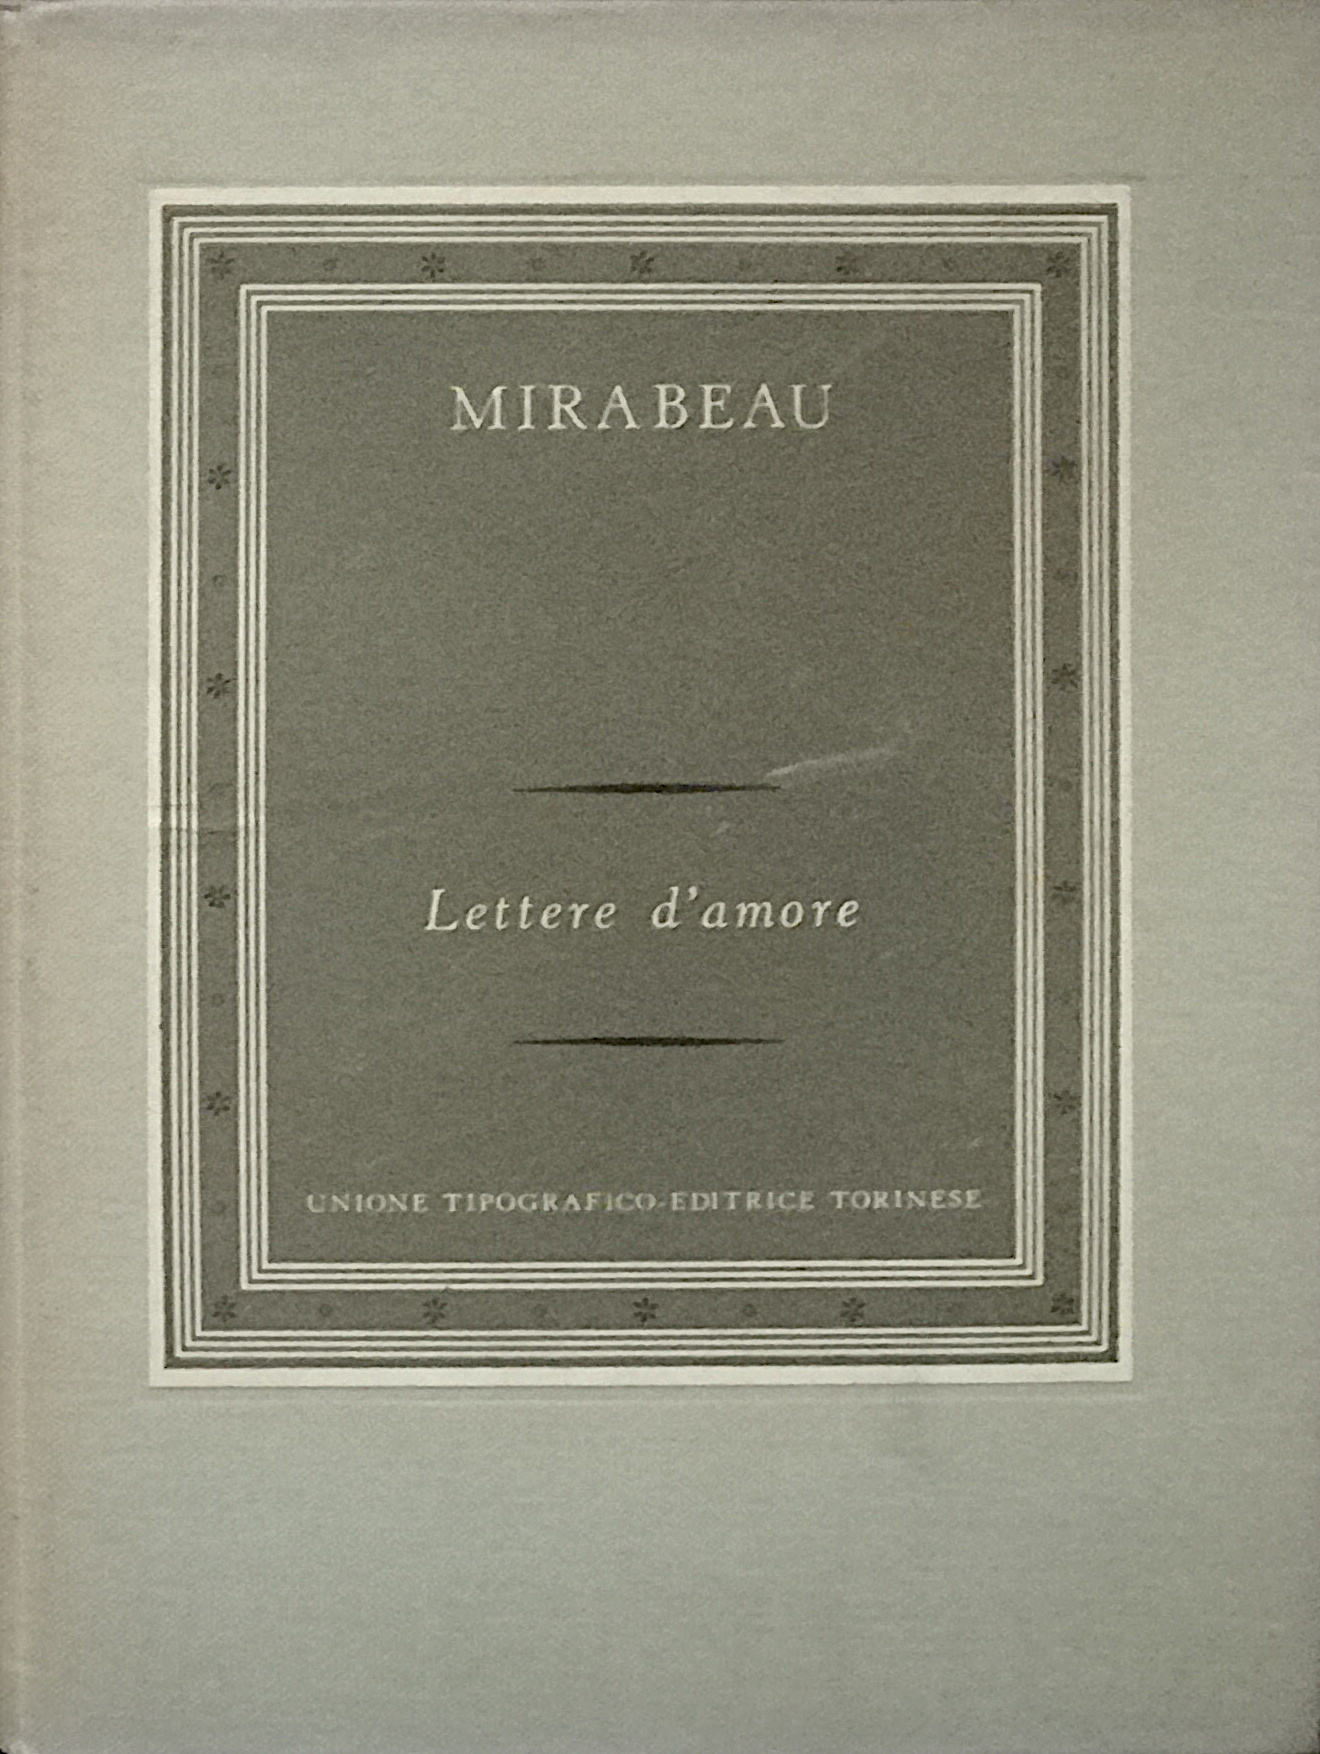 MIRABEAU
Lettere d'amore
UNIONE TIPOGRAFICO-EDITRICE TORINESE